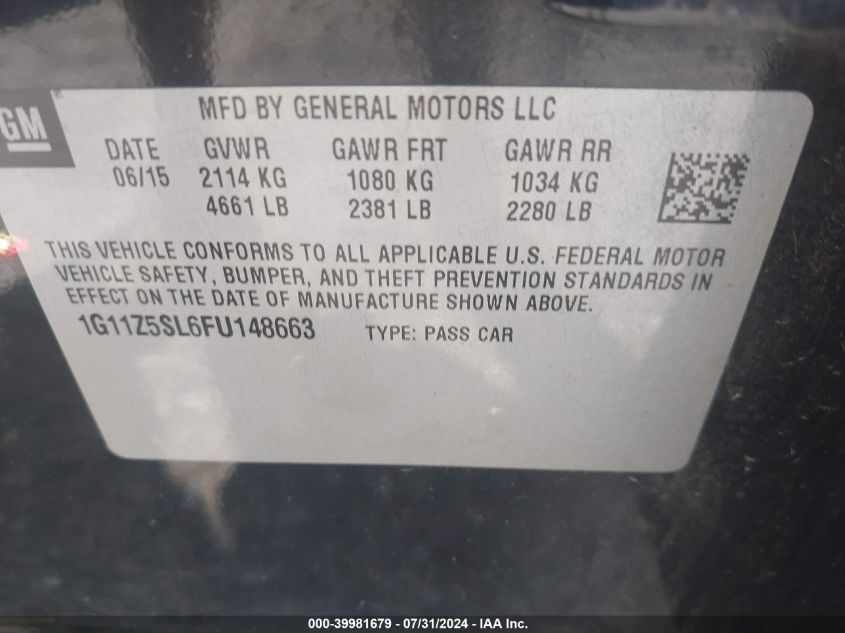 GM
MFD BY GENERAL MOTORS LLC
DATE GVWR GAWR FRT GAWR RR
06/15 2114 KG 1080 KG 1034 KG
4661 LB 2381 LB 2280 LB
THIS VEHICLE CONFORMS TO ALL APPLICABLE U.S. FEDERAL MOTOR
VEHICLE SAFETY, BUMPER, AND THEFT PREVENTION STANDARDS IN
EFFECT ON THE DATE OF MANUFACTURE SHOWN ABOVE.
1G11Z5SL6FU148663 TYPE: PASS CAR
000-39981679 / 07/31/2024 - IAA Inc.